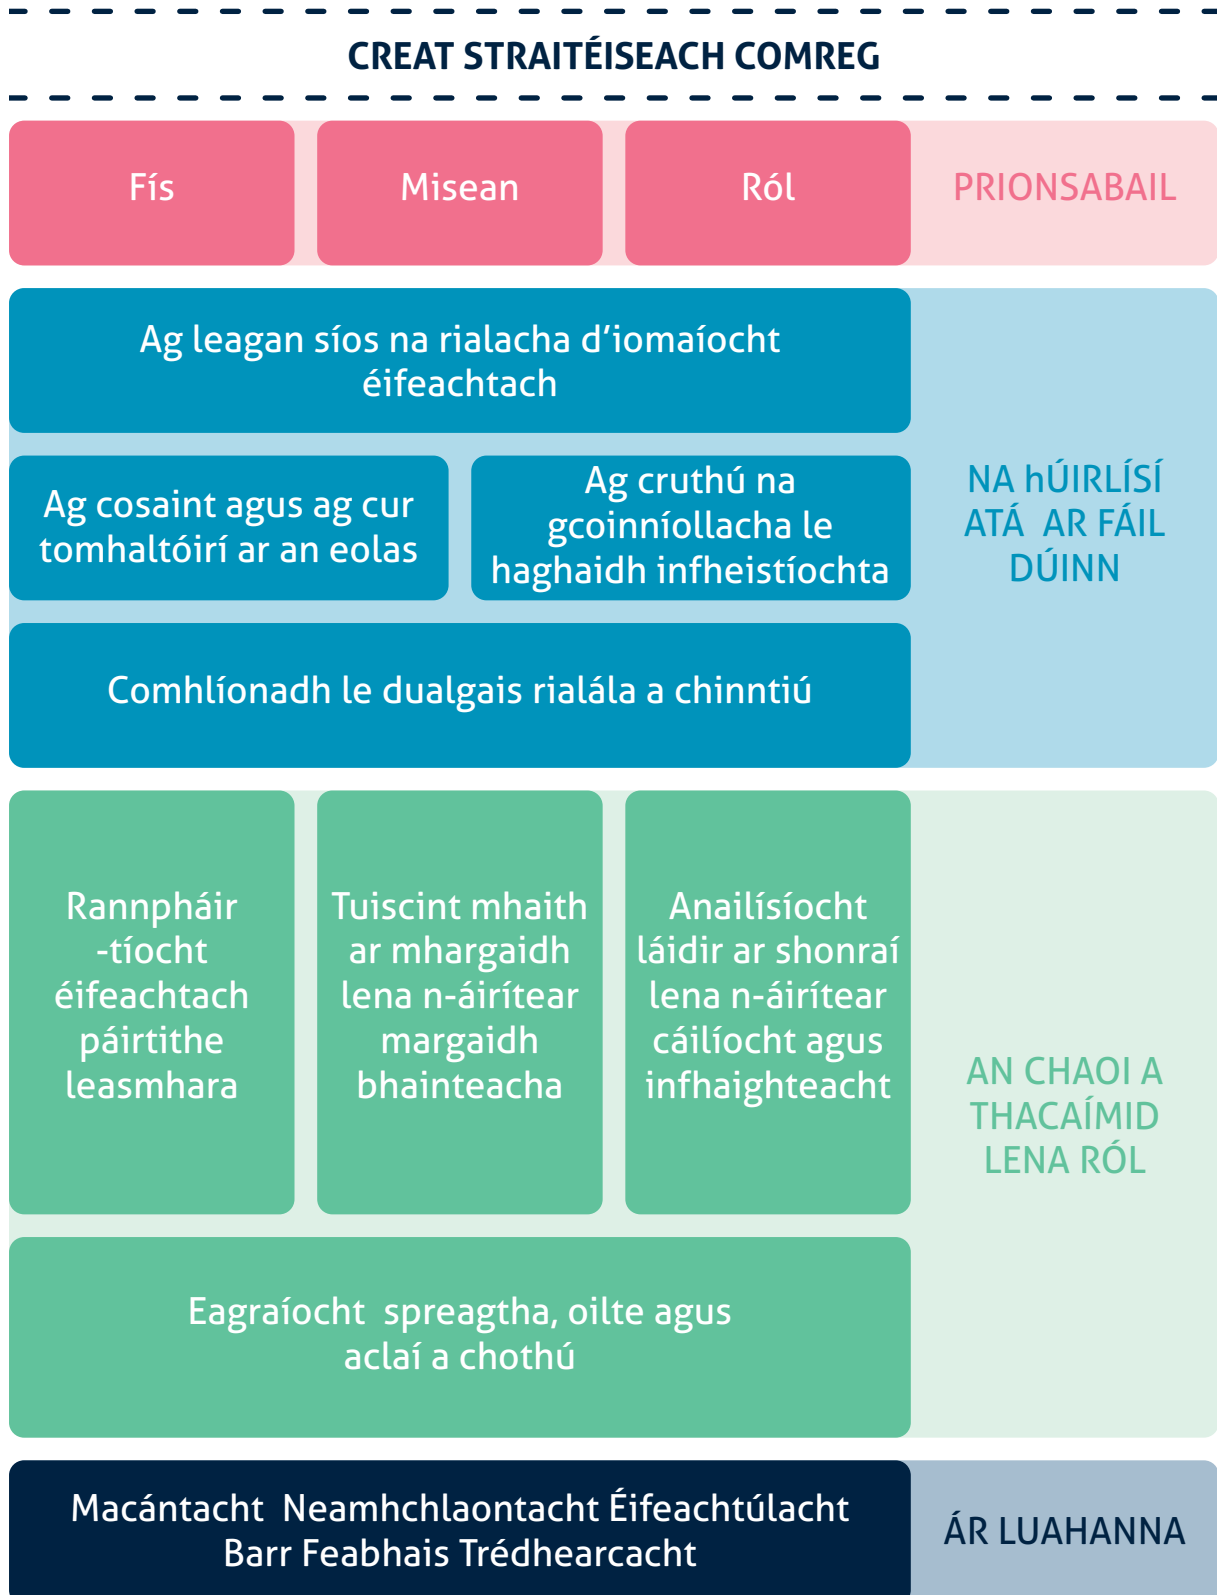 CREAT STRAITÉISEACH COMREG
Fís
Misean
Ról
PRIONSABAIL
Ag leagan síos na rialacha d’iomaíocht
éifeachtach
Ag cosaint agus ag cur
tomhaltóirí ar an eolas
Ag cruthú na
gcoinníollacha le
haghaidh infheistíochta
Comhlíonadh le dualgais rialála a chinntiú
NA hÚIRLÍSÍ
ATÁ AR FÁIL
DÚINN
Rannpháir
-tíocht
éifeachtach
páirtithe
leasmhara
Tuiscint mhaith
ar mhargaidh
lena n-áirítear
margaidh
bhainteacha
Anailísíocht
láidir ar shonraí
lena n-áirítear
cáilíocht agus
infhaighteacht
Eagraíocht spreagtha, oilte agus
aclaí a chothú
AN CHAOI A
THACAÍMID
LENA RÓL
Macántacht Neamhchlaontacht Éifeachtúlacht
Barr Feabhais Trédhearcacht
ÁR LUAHANNA